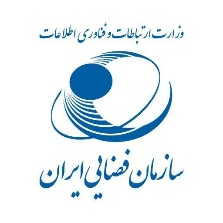 وزارت ارتباطات و فناوری اطلاعات
سازمان فضایی ایران